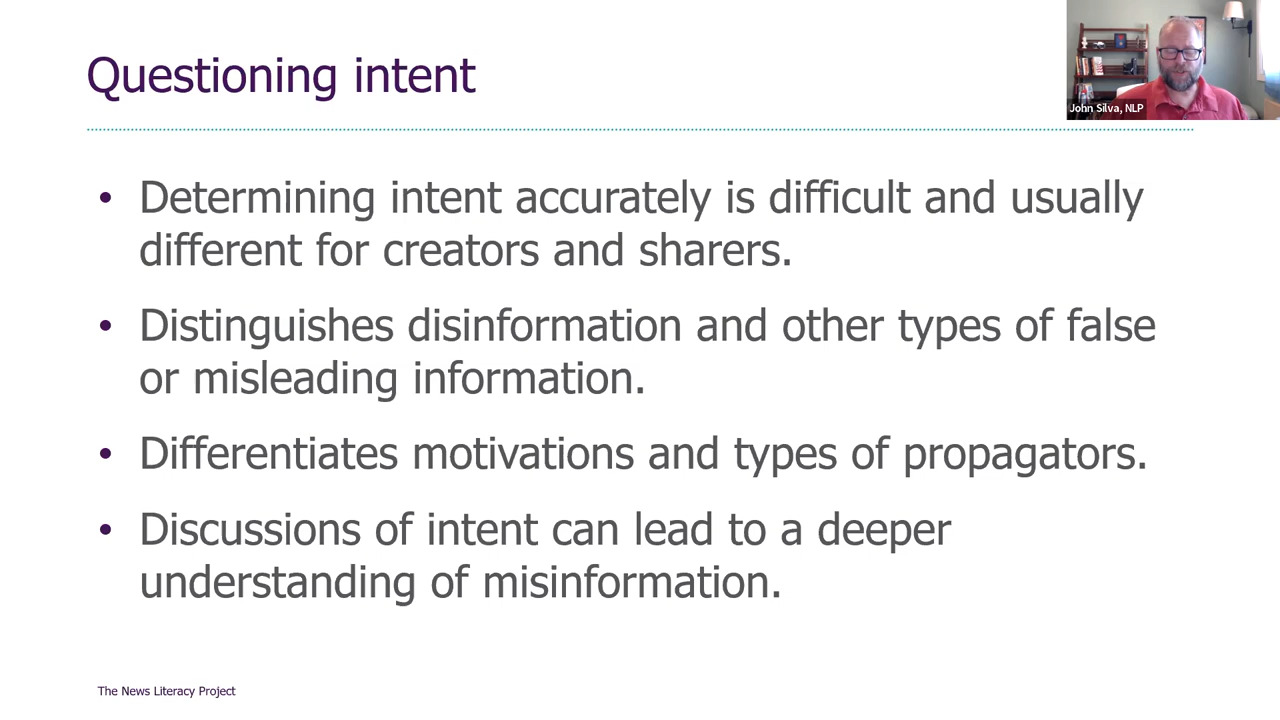 Questioning intent
John Silva, NLP
• Determining intent accurately is difficult and usually
different for creators and sharers.
• Distinguishes disinformation and other types of false
or misleading information.
• Differentiates motivations and types of propagators.
• Discussions of intent can lead to a deeper
understanding of misinformation.
The News Literacy Project